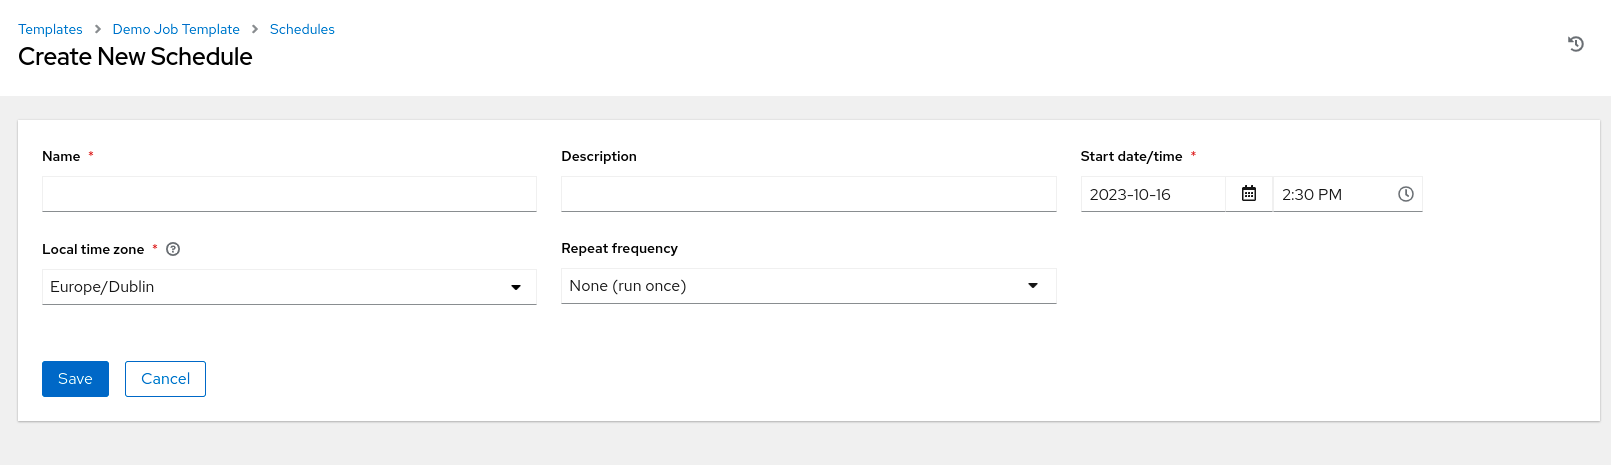 Templates > Demo Job Template > Schedules
Create New Schedule
Name *
Description
Start date/time *
2023-10-16
2:30 PM
Local time zone *
Europe/Dublin
Repeat frequency
None (run once)
Save
Cancel